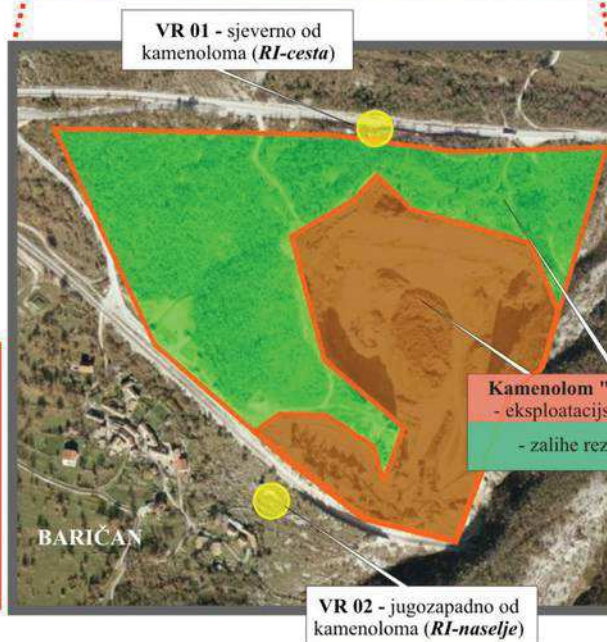 VR 01 - sjeverno od
kamenoloma (RI-cesta)
Kamenolom "
- eksploatacijs
- zalihe rez
BARIČAN
VR 02 - jugozapadno od
kamenoloma (RI-naselje)